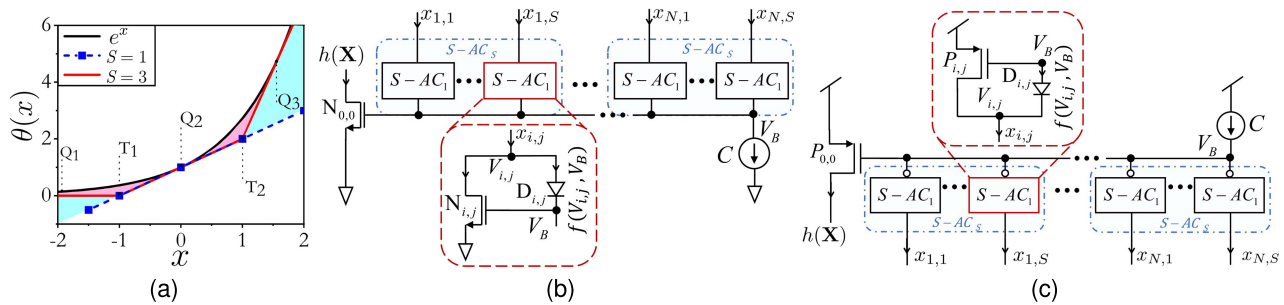 6
4
2
0
-2
-1
0
1
2
θ(x)
x
e^x
S = 1
S = 3
Q1
T1
Q2
T2
Q3
(a)
x1,1
x1,S
xN,1
xN,S
S−ACS
S−ACS
h(X)
S−AC1
S−AC1
S−AC1
S−AC1
N0,0
VB
C
xi,j
Vi,j
Ni,j
Di,j
VB
f(Vi,j, VB)
(b)
Pi,j
VB
Di,j
Vi,j
f(Vi,j, VB)
xi,j
C
VB
P0,0
S−AC1
S−AC1
S−AC1
S−AC1
S−ACS
S−ACS
h(X)
x1,1
x1,S
xN,1
xN,S
(c)